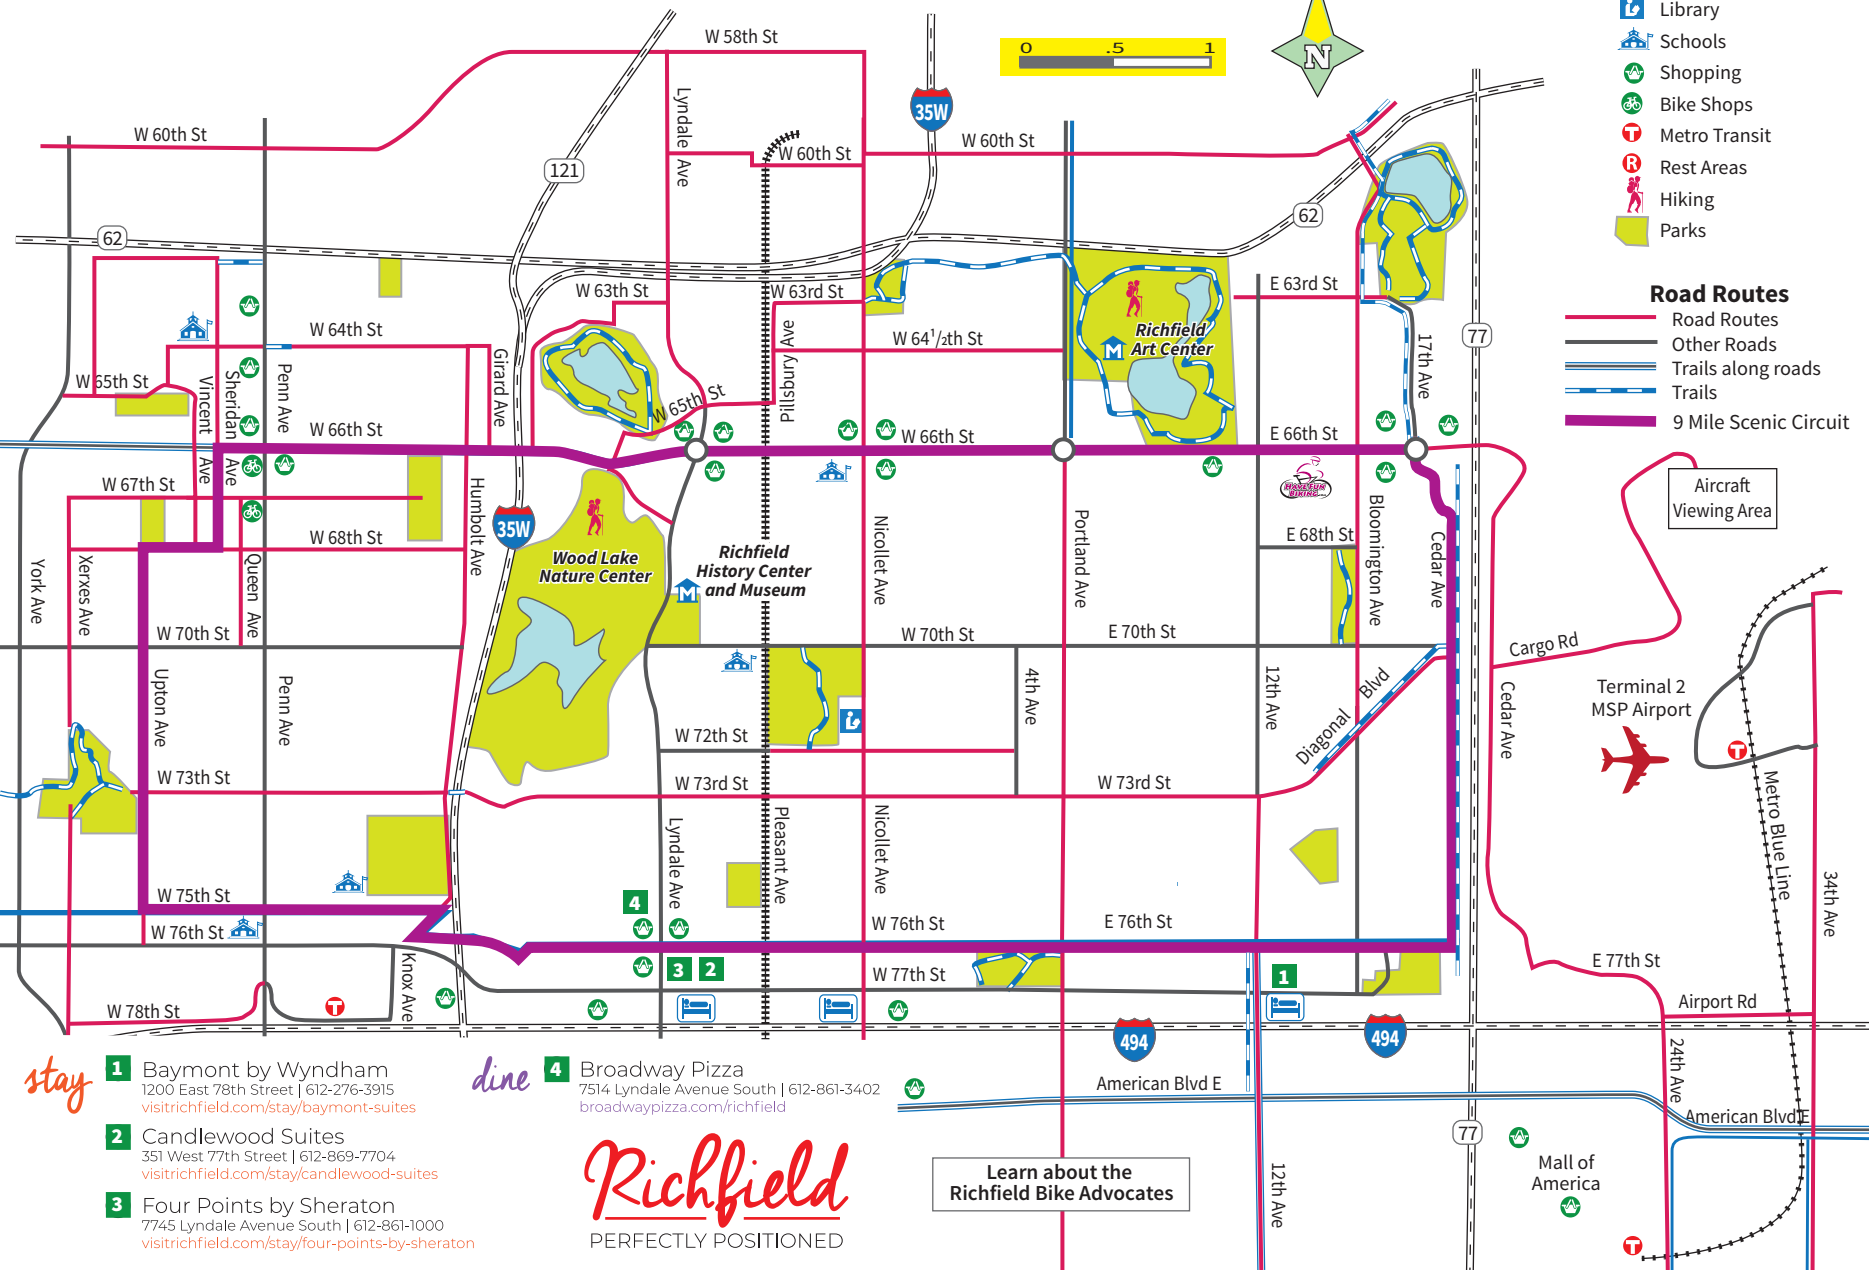 Library
Schools
Shopping
Bike Shops
Metro Transit
Rest Areas
Hiking
Parks
Road Routes
Road Routes
Other Roads
Trails along roads
Trails
9 Mile Scenic Circuit
0 .5 1
N
T
R
W 58th St
35W
Lyndale Ave
W 60th St
W 60th St
W 60th St
121
62
62
W 63th St
W 63rd St
E 63rd St
W 64th St
W 64 1/2th St
Richfield
Art Center
M
77
17th Ave
Girard Ave
Pillsbury Ave
W 65th St
W 65th St
Vincent Ave
Sheridan Ave
Penn Ave
W 66th St
W 66th St
E 66th St
HAVE FUN
BIKING
W 67th St
W 68th St
E 68th St
35W
Humbolt Ave
Wood Lake
Nature Center
Richfield
History Center
and Museum
M
Nicollet Ave
Portland Ave
Bloomington Ave
Cedar Ave
Aircraft
Viewing Area
York Ave
Xerxes Ave
Queen Ave
W 70th St
W 70th St
E 70th St
Cargo Rd
Upton Ave
Penn Ave
4th Ave
12th Ave
Diagonal Blvd
Cedar Ave
Terminal 2
MSP Airport
T
W 72th St
W 73th St
W 73rd St
W 73rd St
Metro Blue Line
Lyndale Ave
Pleasant Ave
Nicollet Ave
34th Ave
W 75th St
4
W 76th St
W 76th St
E 76th St
Knox Ave
3
2
W 77th St
1
E 77th St
W 78th St
T
Airport Rd
494
494
24th Ave
American Blvd E
American Blvd E
77
12th Ave
Mall of
America
T
stay
1 Baymont by Wyndham
1200 East 78th Street | 612-276-3915
visitrichfield.com/stay/baymont-suites
2 Candlewood Suites
351 West 77th Street | 612-869-7704
visitrichfield.com/stay/candlewood-suites
3 Four Points by Sheraton
7745 Lyndale Avenue South | 612-861-1000
visitrichfield.com/stay/four-points-by-sheraton
dine
4 Broadway Pizza
7514 Lyndale Avenue South | 612-861-3402
broadwaypizza.com/richfield
Richfield
PERFECTLY POSITIONED
Learn about the
Richfield Bike Advocates